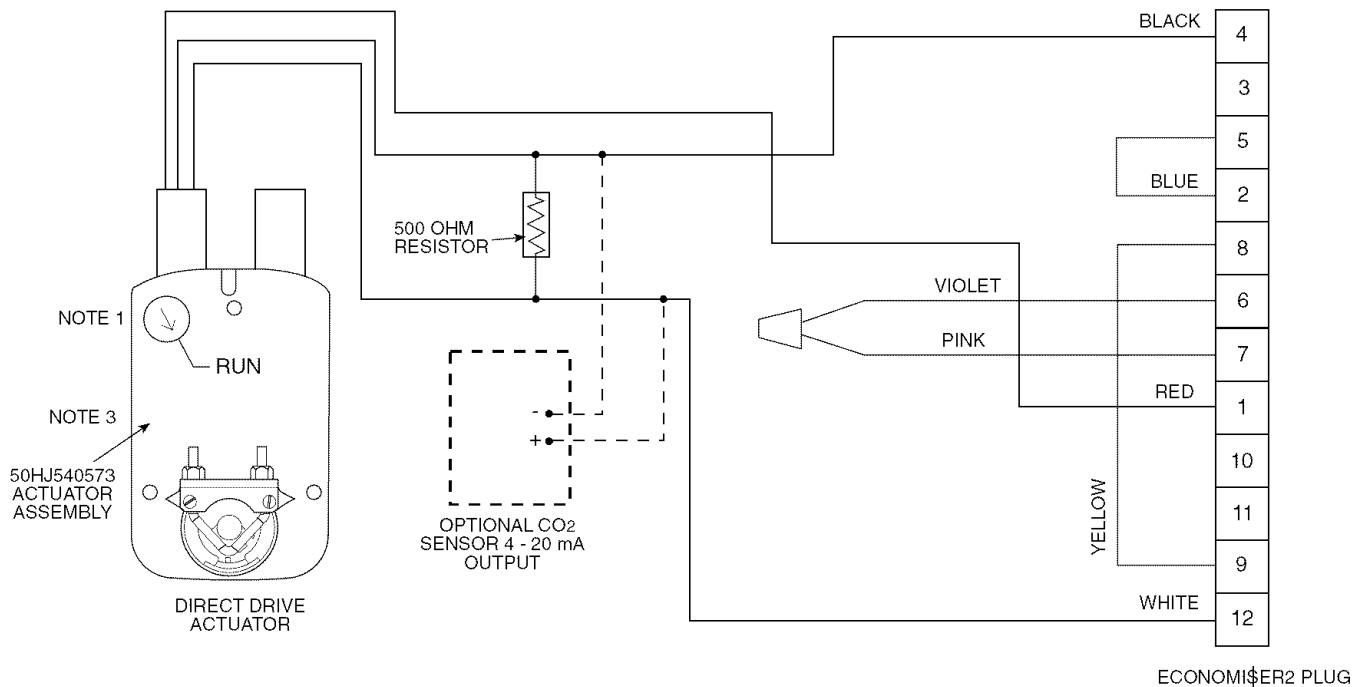 BLACK
4
3
5
BLUE
2
8
500 OHM
RESISTOR
VIOLET
6
NOTE 1
PINK
7
RUN
RED
1
NOTE 3
-
+
10
50HJ540573
ACTUATOR
ASSEMBLY
YELLOW
11
OPTIONAL CO2
SENSOR 4 - 20 mA
OUTPUT
9
WHITE
12
DIRECT DRIVE
ACTUATOR
ECONOMI$ER2 PLUG